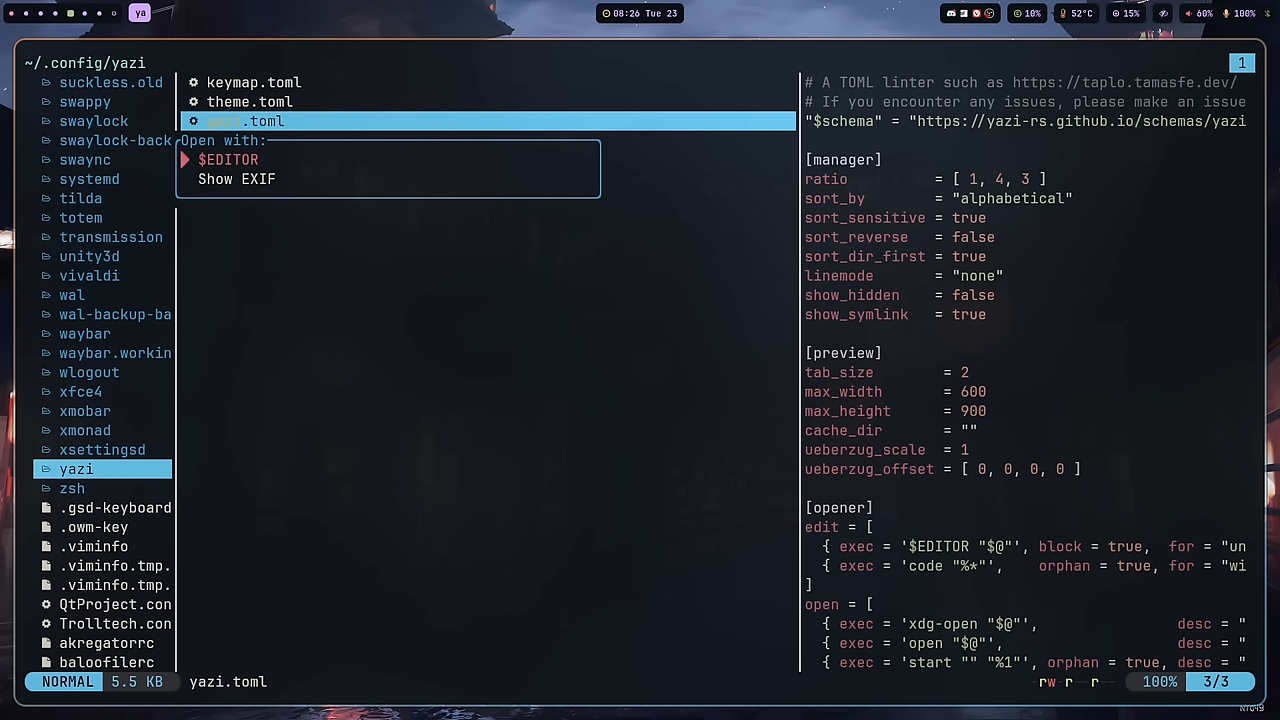 ya
08:26 Tue 23
10%
52°C
15%
60%
100%
~/.config/yazi
1
suckless.old
swappy
swaylock
swaylock-back
swaync
systemd
tilda
totem
transmission
unity3d
vivaldi
wal
wal-backup-ba
waybar
waybar.workin
wlogout
xfce4
xmobar
xmonad
xsettingsd
yazi
zsh
.gsd-keyboard
.owm-key
.viminfo
.viminfo.tmp.
.viminfo.tmp.
QtProject.con
Trolltech.con
akregatorrc
baloofilerc
keymap.toml
theme.toml
yazi.toml
Open with:
$EDITOR
Show EXIF
# A TOML linter such as https://taplo.tamasfe.dev/
# If you encounter any issues, please make an issue
"$schema" = "https://yazi-rs.github.io/schemas/yazi
[manager]
ratio = [ 1, 4, 3 ]
sort_by = "alphabetical"
sort_sensitive = true
sort_reverse = false
sort_dir_first = true
linemode = "none"
show_hidden = false
show_symlink = true
[preview]
tab_size = 2
max_width = 600
max_height = 900
cache_dir = ""
ueberzug_scale = 1
ueberzug_offset = [ 0, 0, 0, 0 ]
[opener]
edit = [
{ exec = '$EDITOR "$@"', block = true, for = "un
{ exec = 'code "%*"', orphan = true, for = "wi
]
open = [
{ exec = 'xdg-open "$@"', desc = "
{ exec = 'open "$@"', desc = "
{ exec = 'start "" "%1"', orphan = true, desc = "
NORMAL 5.5 KB yazi.toml
-rw-r--r-- 100% 3/3